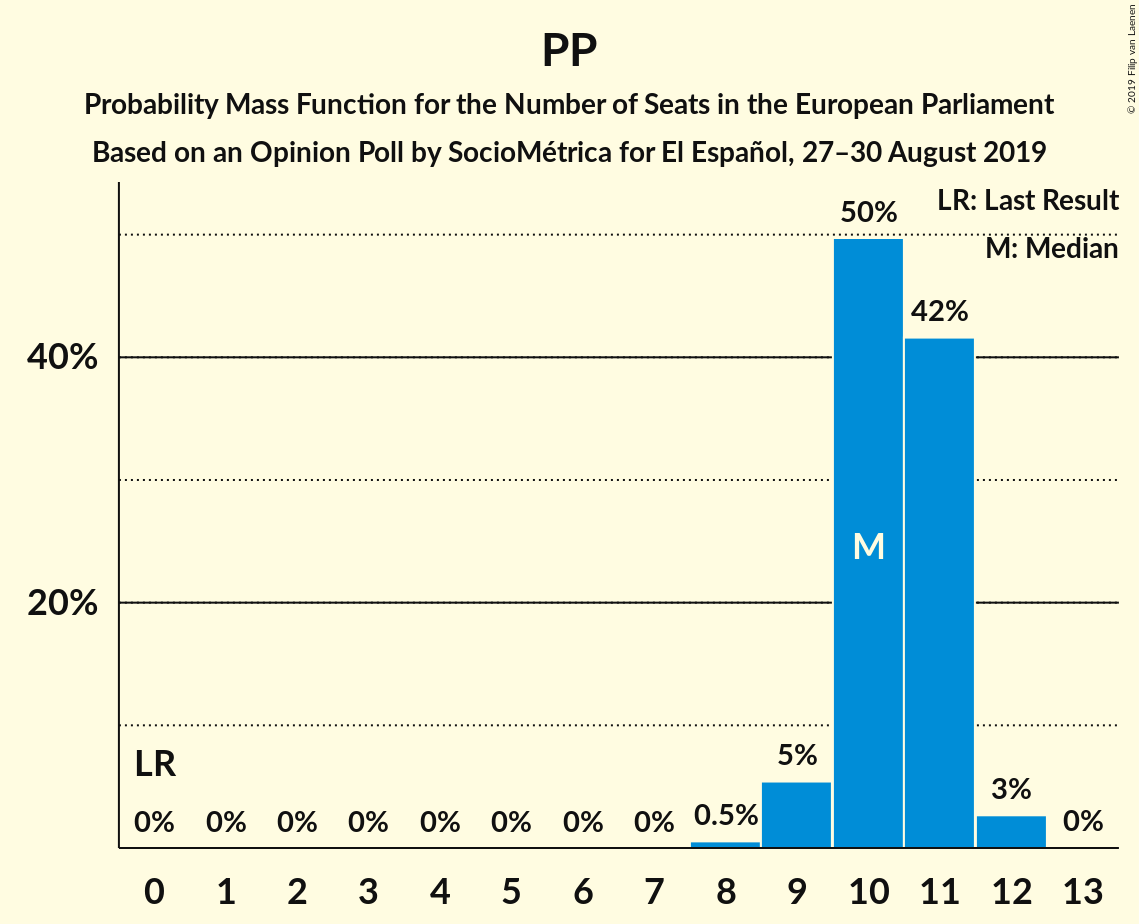 PP
Probability Mass Function for the Number of Seats in the European Parliament
Based on an Opinion Poll by SocioMétrica for El Español, 27–30 August 2019
© 2019 Filip van Laenen
LR: Last Result
M: Median
50%
42%
40%
M
20%
LR
5%
3%
0% 0% 0% 0% 0% 0% 0% 0% 0.5% 0%
0 1 2 3 4 5 6 7 8 9 10 11 12 13